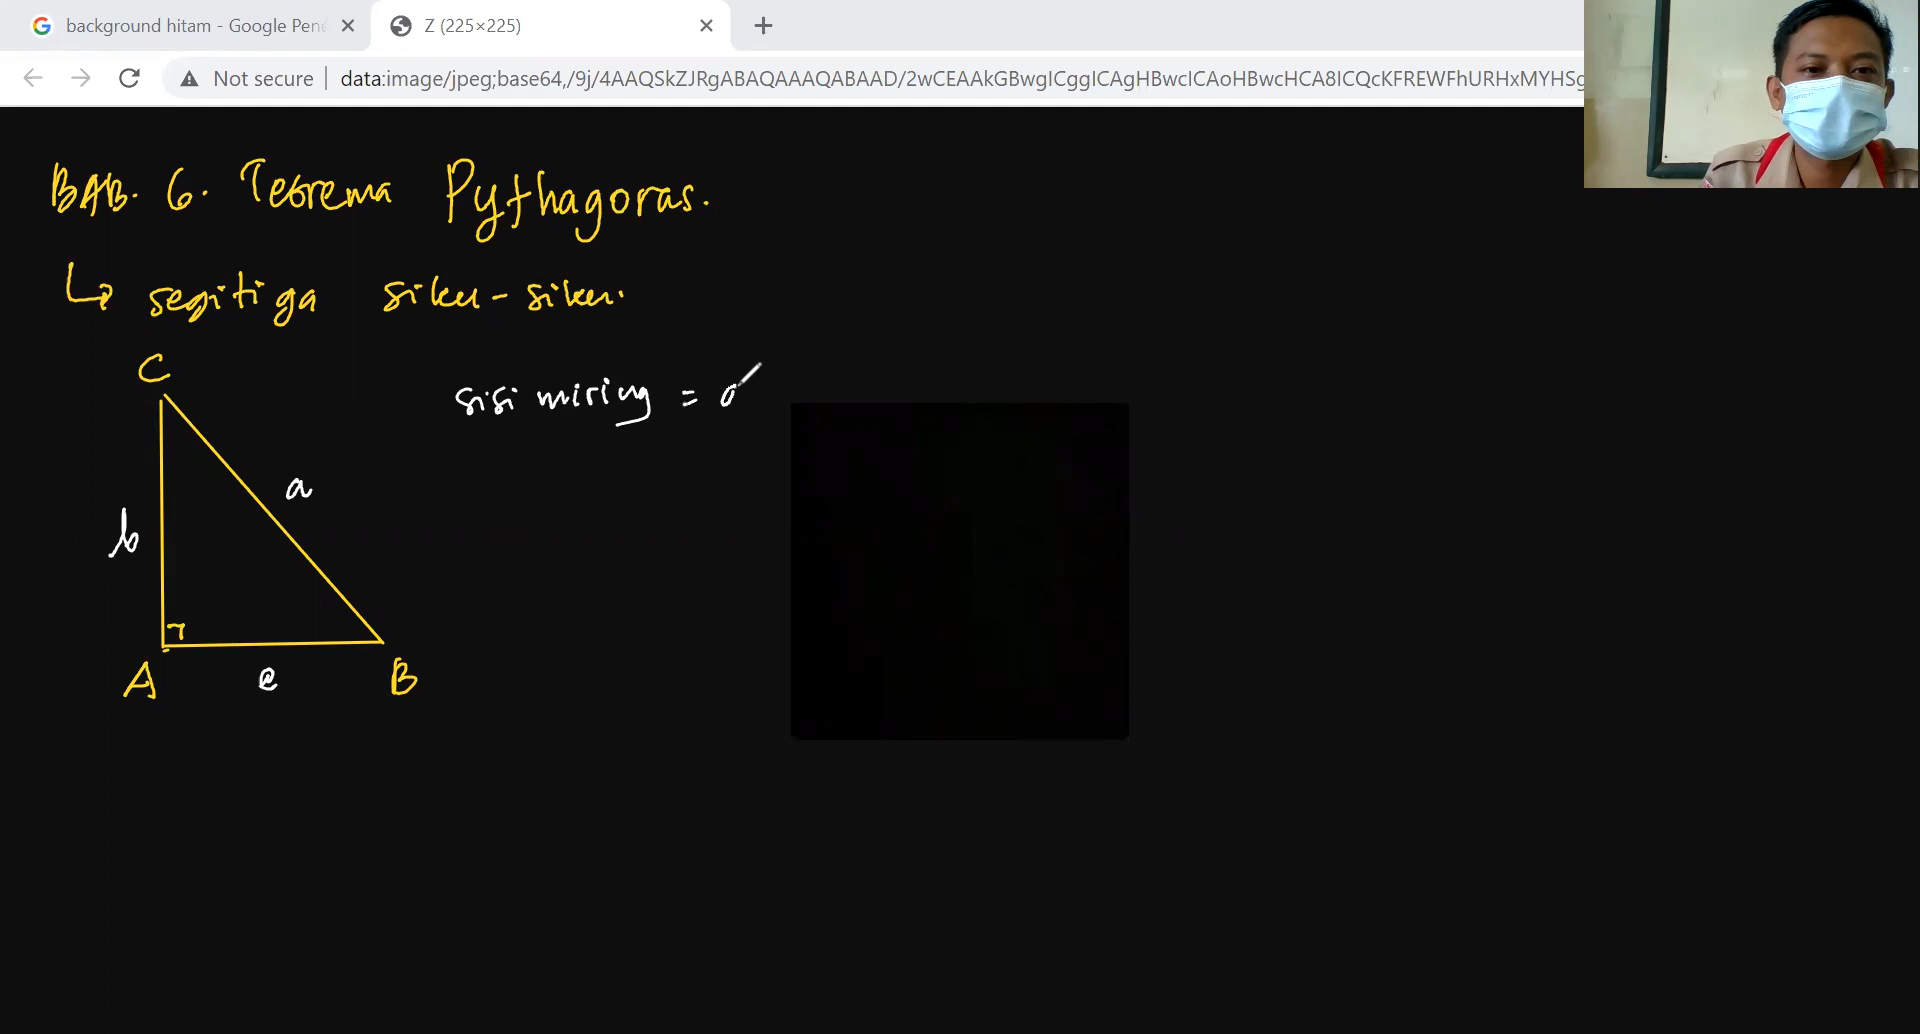 background hitam - Google Pene
Z (225×225)
Not secure
data:image/jpeg;base64,/9j/4AAQSkZJRgABAQAAAQABAAD/2wCEAAkGBwgICggICAgHBwcICAoHBwcHCA8ICQcKFREWFhURHxMYHSg
BAB. 6. Teorema Pythagoras.
↳ segitiga siku-siku.
C
sisi miring =
a
b
A
B